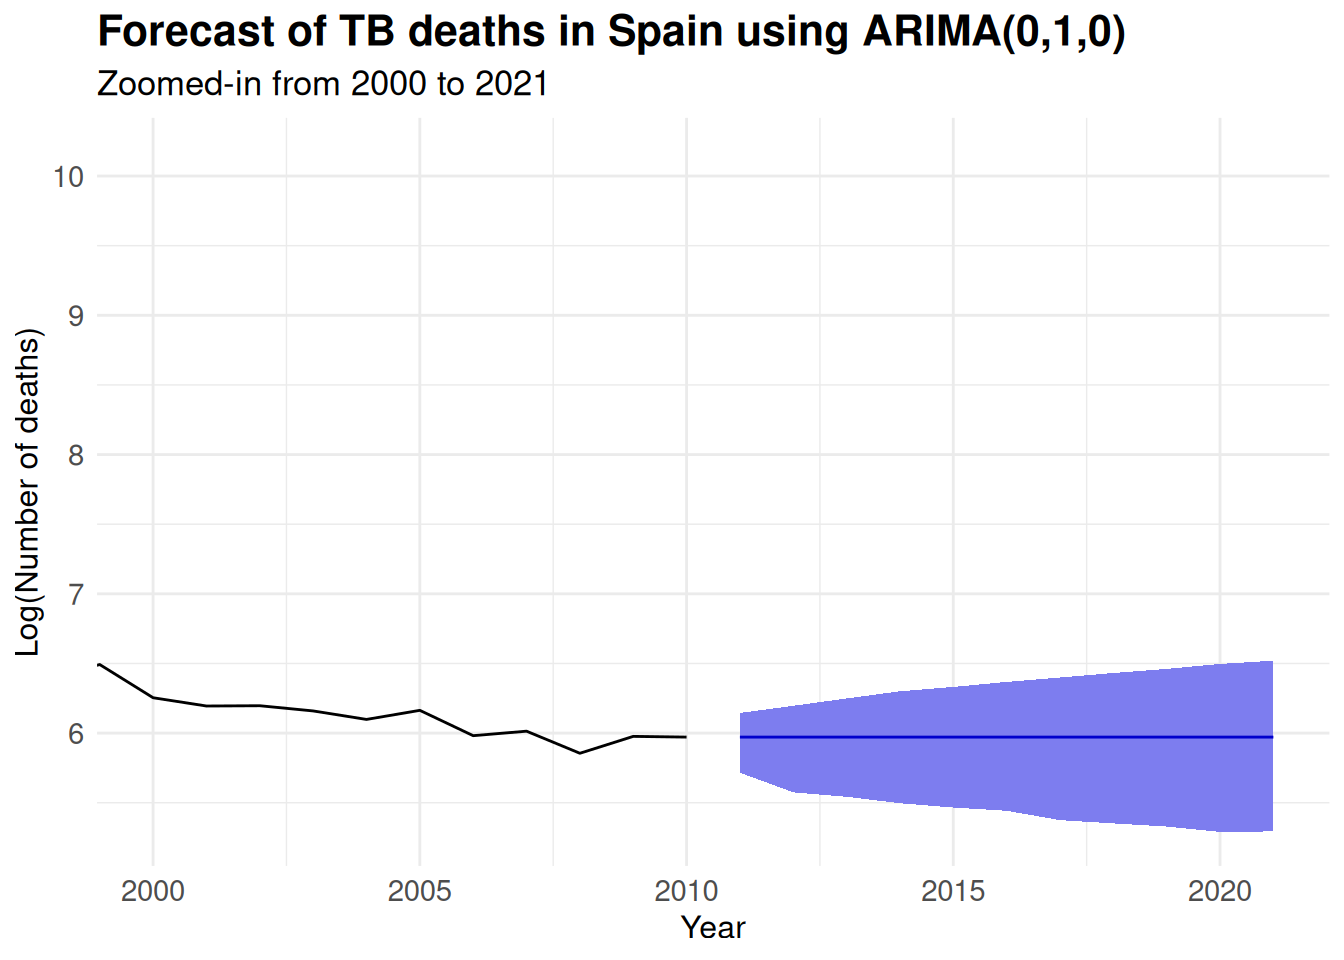 Forecast of TB deaths in Spain using ARIMA(0,1,0)
Zoomed-in from 2000 to 2021
Log(Number of deaths)
10
9
8
7
6
2000 2005 2010 2015 2020
Year